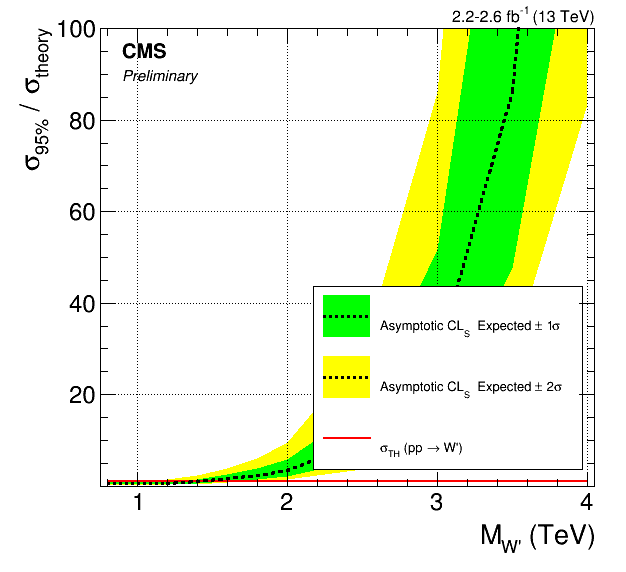 2.2-2.6 fb⁻¹ (13 TeV)
CMS
Preliminary
σ95% / σtheory
100
80
60
40
20
Asymptotic CLS Expected ± 1σ
Asymptotic CLS Expected ± 2σ
σTH (pp → W')
1 2 3 4
MW' (TeV)